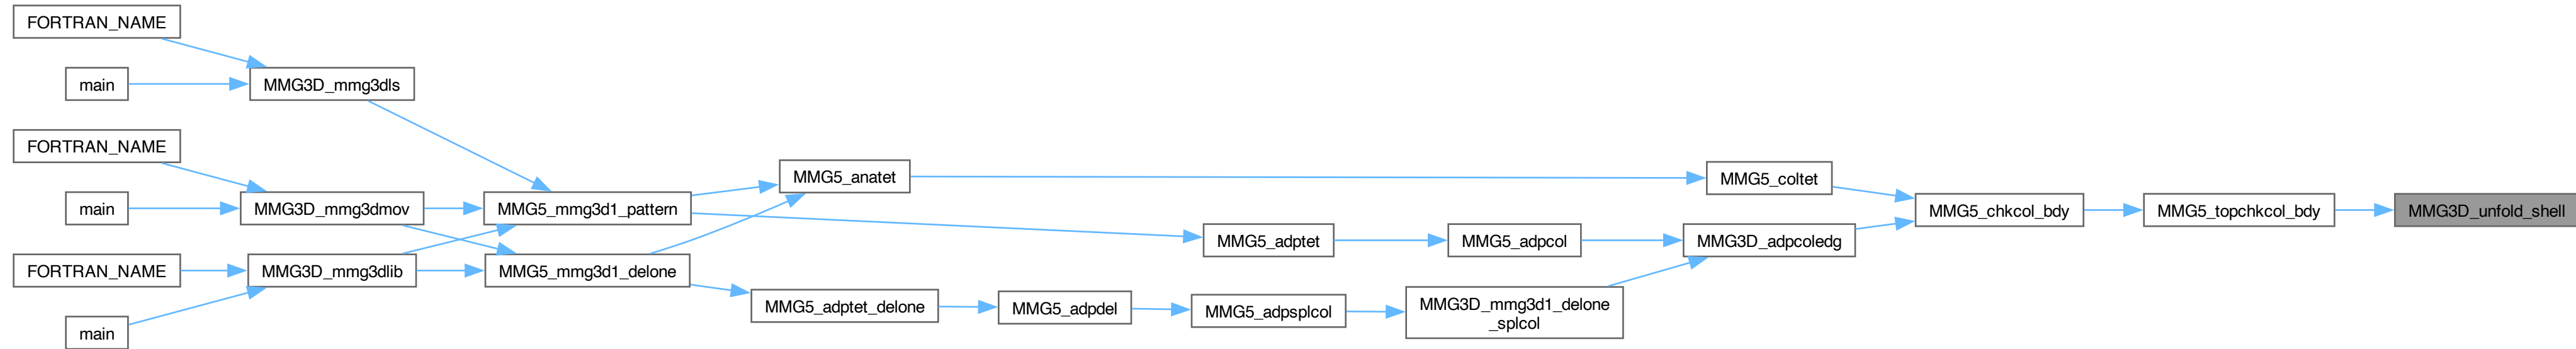 FORTRAN_NAME
main
MMG3D_mmg3dls
FORTRAN_NAME
main
MMG3D_mmg3dmov
FORTRAN_NAME
MMG3D_mmg3dlib
main
MMG5_mmg3d1_pattern
MMG5_mmg3d1_delone
MMG5_anatet
MMG5_adptet_delone
MMG5_adpdel
MMG5_adptet
MMG5_adpsplcol
MMG5_adpcol
MMG3D_mmg3d1_delone
_splcol
MMG5_coltet
MMG3D_adpcoledg
MMG5_chkcol_bdy
MMG5_topchkcol_bdy
MMG3D_unfold_shell